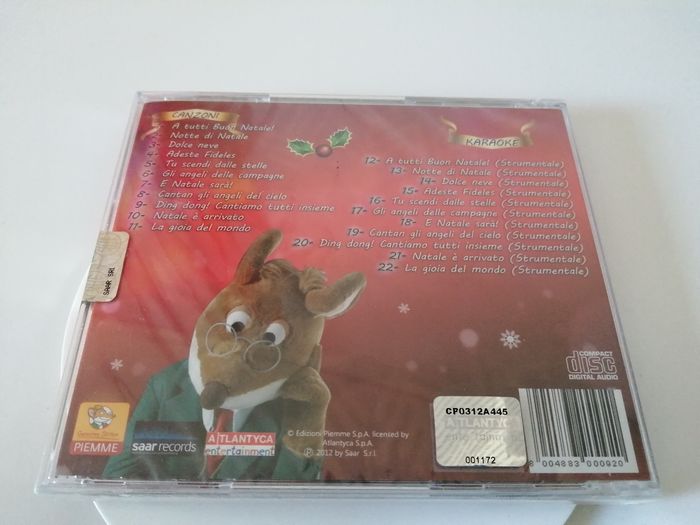 CANZONI
1- A tutti Buon Natale!
2- Notte di Natale
3- Dolce neve
4- Adeste Fideles
5- Tu scendi dalle stelle
6- Gli angeli delle campagne
7- E Natale sarà!
8- Cantan gli angeli del cielo
9- Ding dong! Cantiamo tutti insieme
10- Natale è arrivato
11- La gioia del mondo
KARAOKE
12- A tutti Buon Natale! (Strumentale)
13- Notte di Natale (Strumentale)
14- Dolce neve (Strumentale)
15- Adeste Fideles (Strumentale)
16- Tu scendi dalle stelle (Strumentale)
17- Gli angeli delle campagne (Strumentale)
18- E Natale sarà! (Strumentale)
19- Cantan gli angeli del cielo (Strumentale)
20- Ding dong! Cantiamo tutti insieme (Strumentale)
21- Natale è arrivato (Strumentale)
22- La gioia del mondo (Strumentale)
SAAR SRL
PIEMME
saar records
ATLANTYCA
entertainment
© Edizioni Piemme S.p.A. licensed by
Atlantyca S.p.A.
℗ 2012 by Saar S.r.l.
COMPACT
disc
DIGITAL AUDIO
CP0312A445
001172
8 004883 000920